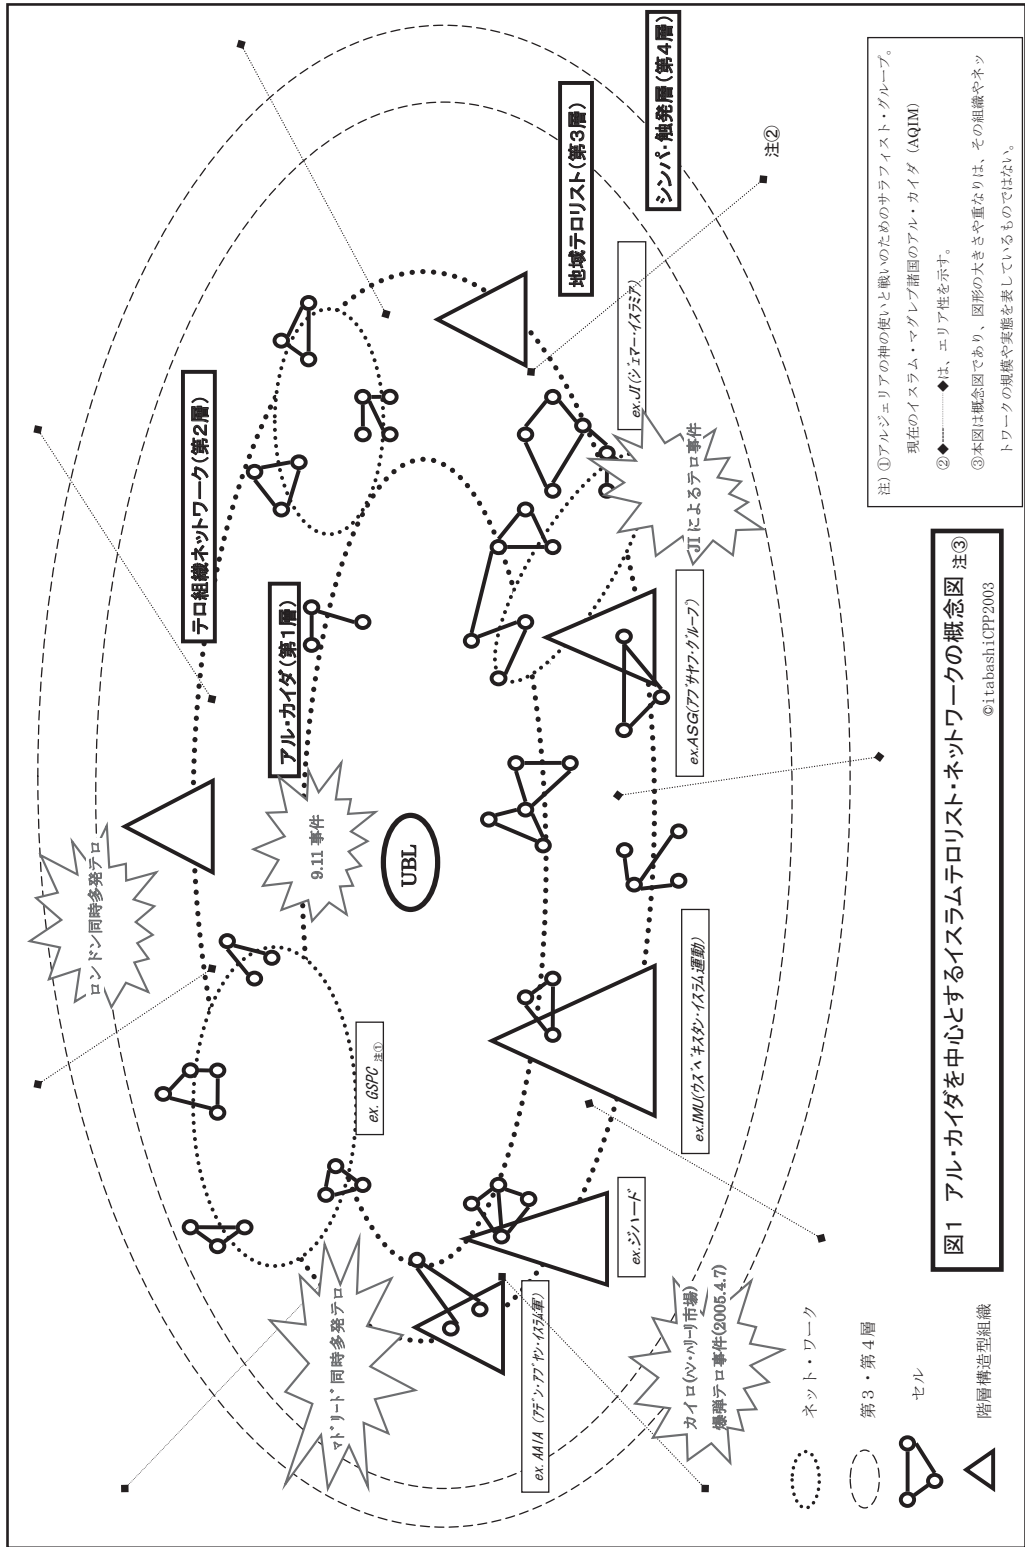 シンパ・触発層(第4層)
地域テロリスト(第3層)
テロ組織ネットワーク(第2層)
アル・カイダ(第1層)
注②
ロンドン同時多発テロ
9.11 事件
UBL
ex. GSPC 注①
マドリード同時多発テロ
ex. AAIA (アデン・アブヤン・イスラム軍)
ex.ジハード
ex.IMU(ウズベキスタン・イスラム運動)
ex.ASG(アブサヤフ・グループ)
ex.JI(ジェマー・イスラミア)
JIによるテロ事件
カイロ(ハン・ハリーリ市場)
爆弾テロ事件(2005.4.7)
ネット・ワーク
第3・第4層
セル
階層構造型組織
図1 アル・カイダを中心とするイスラムテロリスト・ネットワークの概念図 注③
©itabashiCPP2003
注)①アルジェリアの神の使いと戦いのためのサラフィスト・グループ。
現在のイスラム・マグレブ諸国のアル・カイダ (AQIM)
②◆┈┈◆は、エリア性を示す。
③本図は概念図であり、図形の大きさや重なりは、その組織やネッ
トワークの規模や実態を表しているものではない。